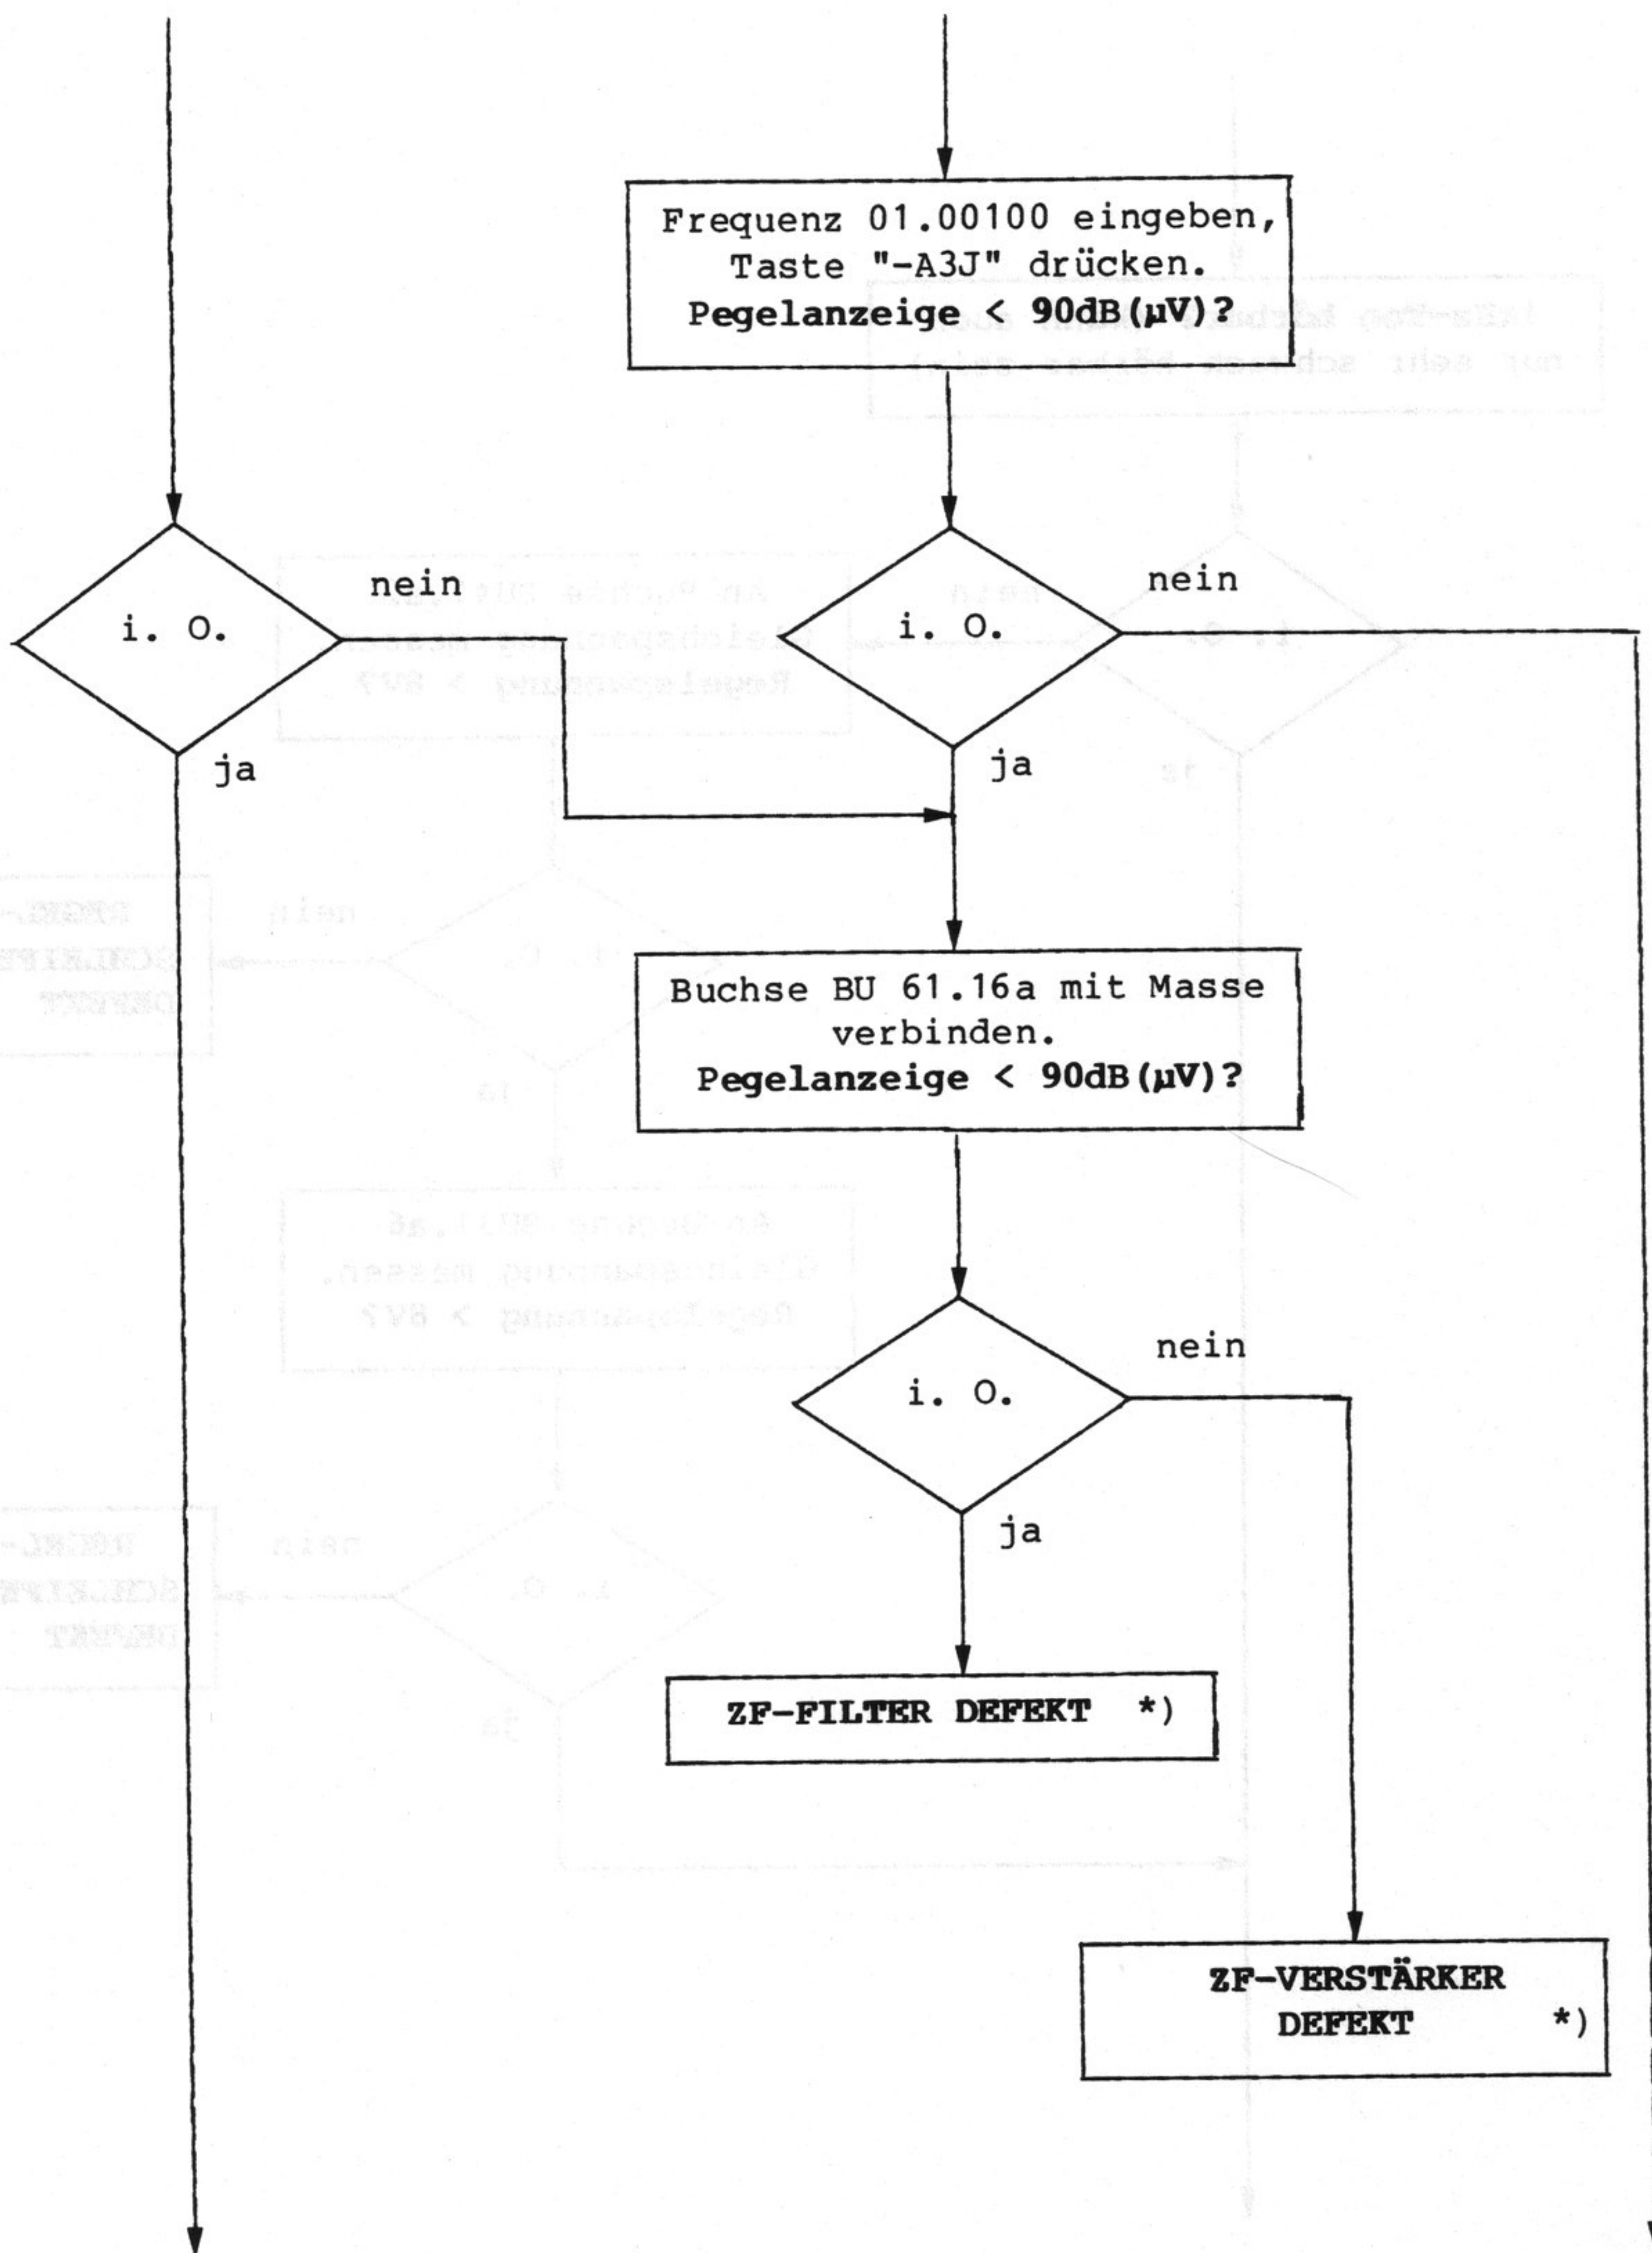 Frequenz 01.00100 eingeben,
Taste "-A3J" drücken.
Pegelanzeige < 90dB(µV)?
nein
i. O.
ja
nein
i. O.
ja
Buchse BU 61.16a mit Masse
verbinden.
Pegelanzeige < 90dB(µV)?
nein
i. O.
ja
ZF-FILTER DEFEKT *)
ZF-VERSTÄRKER
DEFEKT *)